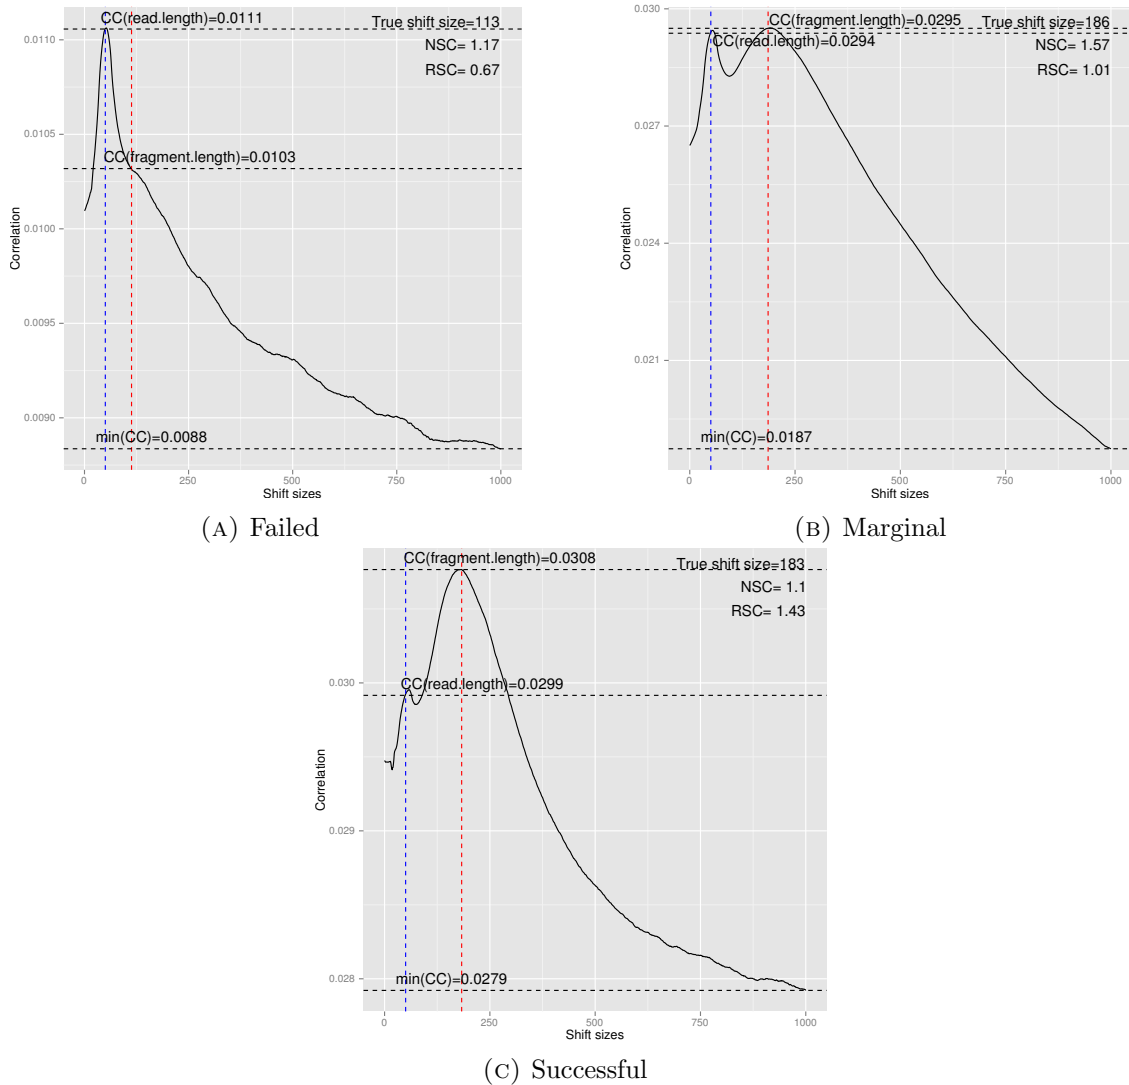 CC(read.length)=0.0111
True shift size=113
NSC= 1.17
RSC= 0.67
CC(fragment.length)=0.0103
min(CC)=0.0088
0.0110
0.0105
0.0100
0.0095
0.0090
Correlation
0 250 500 750 1000
Shift sizes
(A) Failed
CC(fragment.length)=0.0295
True shift size=186
CC(read.length)=0.0294
NSC= 1.57
RSC= 1.01
min(CC)=0.0187
0.030
0.027
0.024
0.021
Correlation
0 250 500 750 1000
Shift sizes
(B) Marginal
CC(fragment.length)=0.0308
True shift size=183
NSC= 1.1
RSC= 1.43
CC(read.length)=0.0299
min(CC)=0.0279
0.030
0.029
0.028
Correlation
0 250 500 750 1000
Shift sizes
(C) Successful